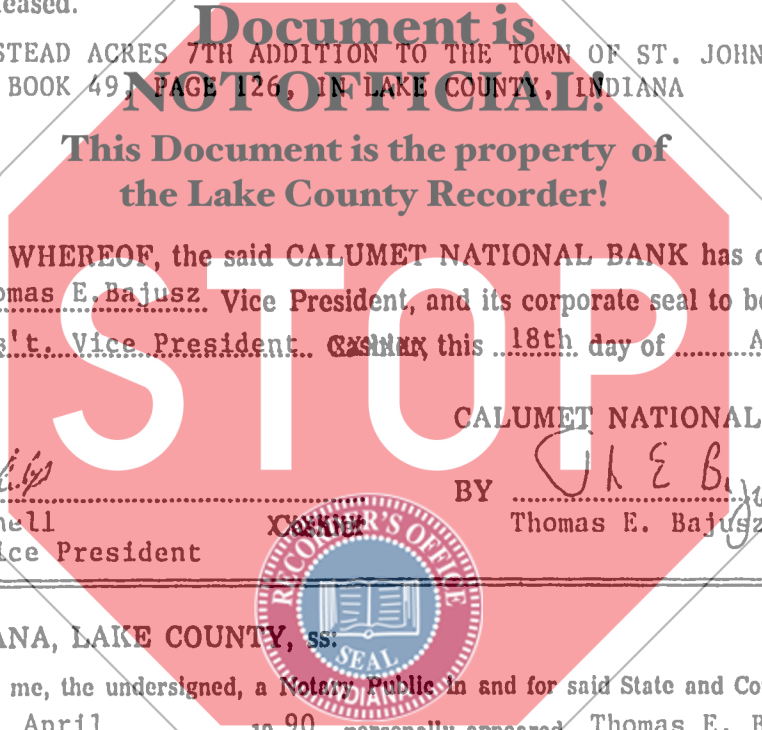 eased.
Document is
STEAD ACRES 7TH ADDITION TO THE TOWN OF ST. JOHN
BOOK 49, PAGE 126, IN LAKE COUNTY, INDIANA
NOT OFFICIAL!
This Document is the property of
the Lake County Recorder!
STOP
WHEREOF, the said CALUMET NATIONAL BANK has c
omas E. Bajusz Vice President, and its corporate seal to be
s't. Vice President Cashier, this 18th day of A
CALUMET NATIONAL
BY Th E Bajusz
nell Cashier Thomas E. Bajusz
ice President
RECORDER'S OFFICE
SEAL
INDIANA
ANA, LAKE COUNTY, ss:
me, the undersigned, a Notary Public in and for said State and Co
April 19 90 personally appeared Thomas E. B